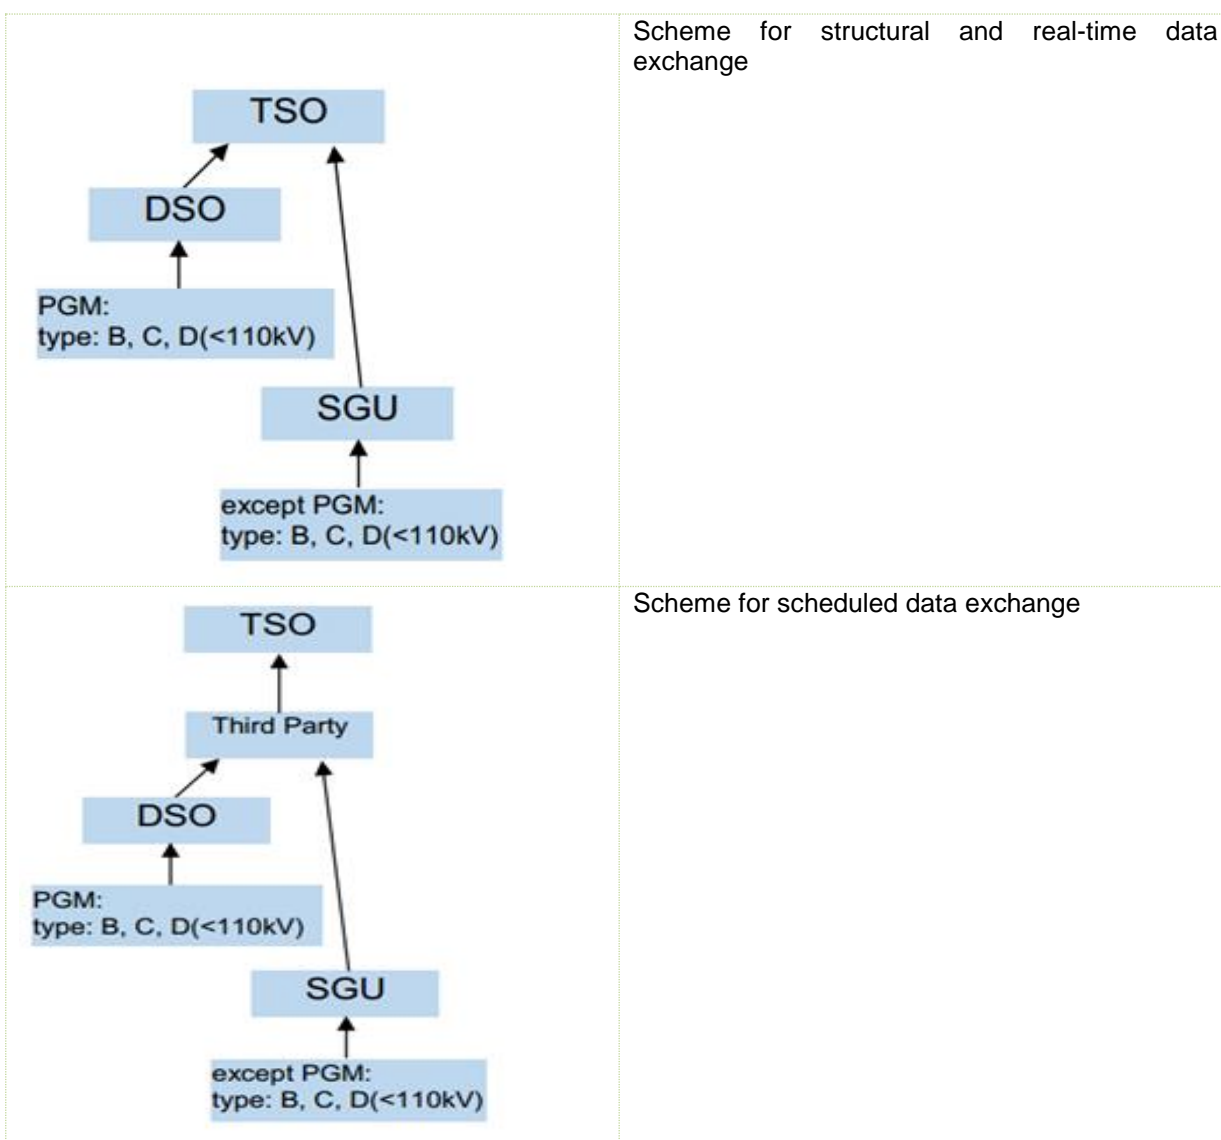 Scheme for structural and real-time data
exchange
TSO
DSO
PGM:
type: B, C, D(<110kV)
SGU
except PGM:
type: B, C, D(<110kV)
Scheme for scheduled data exchange
TSO
Third Party
DSO
PGM:
type: B, C, D(<110kV)
SGU
except PGM:
type: B, C, D(<110kV)